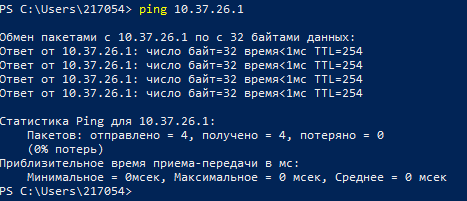 PS C:\Users\217054> ping 10.37.26.1
Обмен пакетами с 10.37.26.1 по с 32 байтами данных:
Ответ от 10.37.26.1: число байт=32 время<1мс TTL=254
Ответ от 10.37.26.1: число байт=32 время<1мс TTL=254
Ответ от 10.37.26.1: число байт=32 время<1мс TTL=254
Ответ от 10.37.26.1: число байт=32 время<1мс TTL=254
Статистика Ping для 10.37.26.1:
Пакетов: отправлено = 4, получено = 4, потеряно = 0
(0% потерь)
Приблизительное время приема-передачи в мс:
Минимальное = 0мсек, Максимальное = 0 мсек, Среднее = 0 мсек
PS C:\Users\217054>